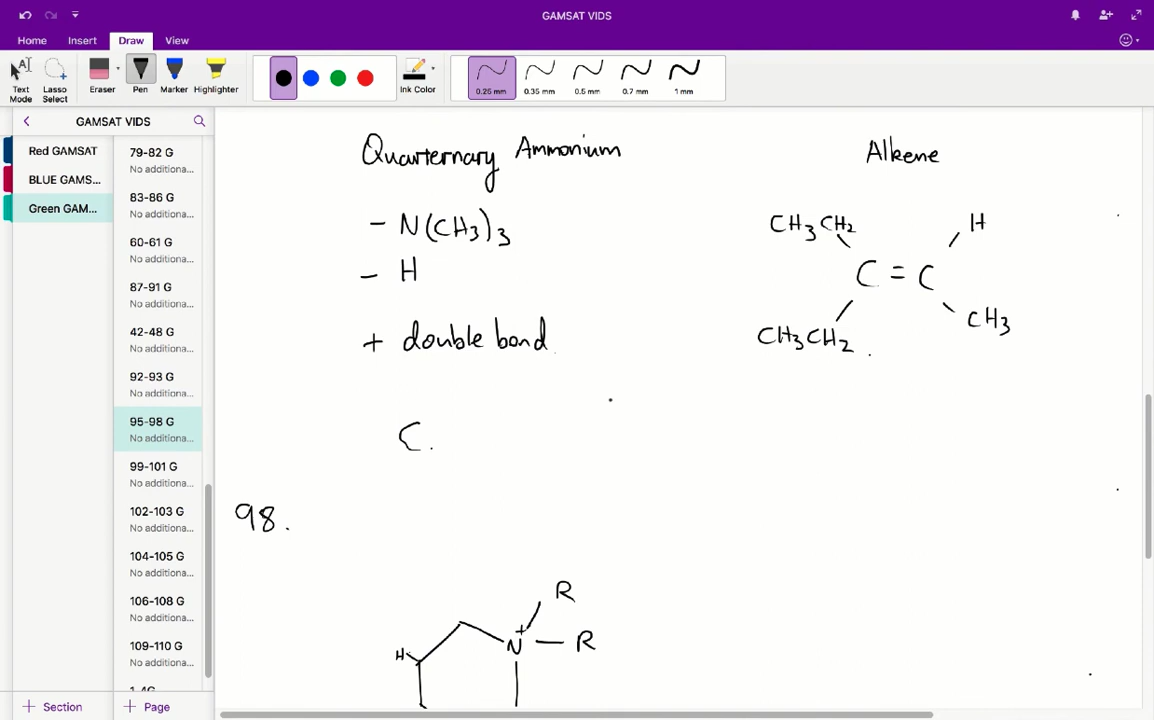 GAMSAT VIDS
Home Insert Draw View
Text Mode
Lasso Select
Eraser
Pen
Marker
Highlighter
Ink Color
0.25 mm
0.35 mm
0.5 mm
0.7 mm
1 mm
GAMSAT VIDS
Red GAMSAT
BLUE GAMS...
Green GAM...
79-82 G
No additiona...
83-86 G
No additiona...
60-61 G
No additiona...
87-91 G
No additiona...
42-48 G
No additiona...
92-93 G
No additiona...
95-98 G
No additiona...
99-101 G
No additiona...
102-103 G
No additiona...
104-105 G
No additiona...
106-108 G
No additiona...
109-110 G
No additiona...
1-4G
+ Section
+ Page
Quarternary Ammonium
- N(CH3)3
- H
+ double bond
C.
Alkene
CH3CH2 H
C = C
CH3CH2 CH3
98.
R
N+ R
H